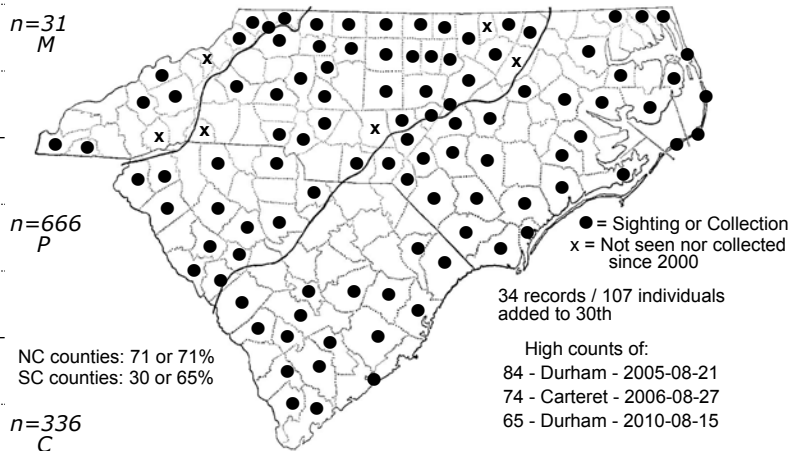 n=31
M
n=666
P
n=336
C
x
x
x
x
x
x
● = Sighting or Collection
x = Not seen nor collected
since 2000
34 records / 107 individuals
added to 30th
NC counties: 71 or 71%
SC counties: 30 or 65%
High counts of:
84 - Durham - 2005-08-21
74 - Carteret - 2006-08-27
65 - Durham - 2010-08-15